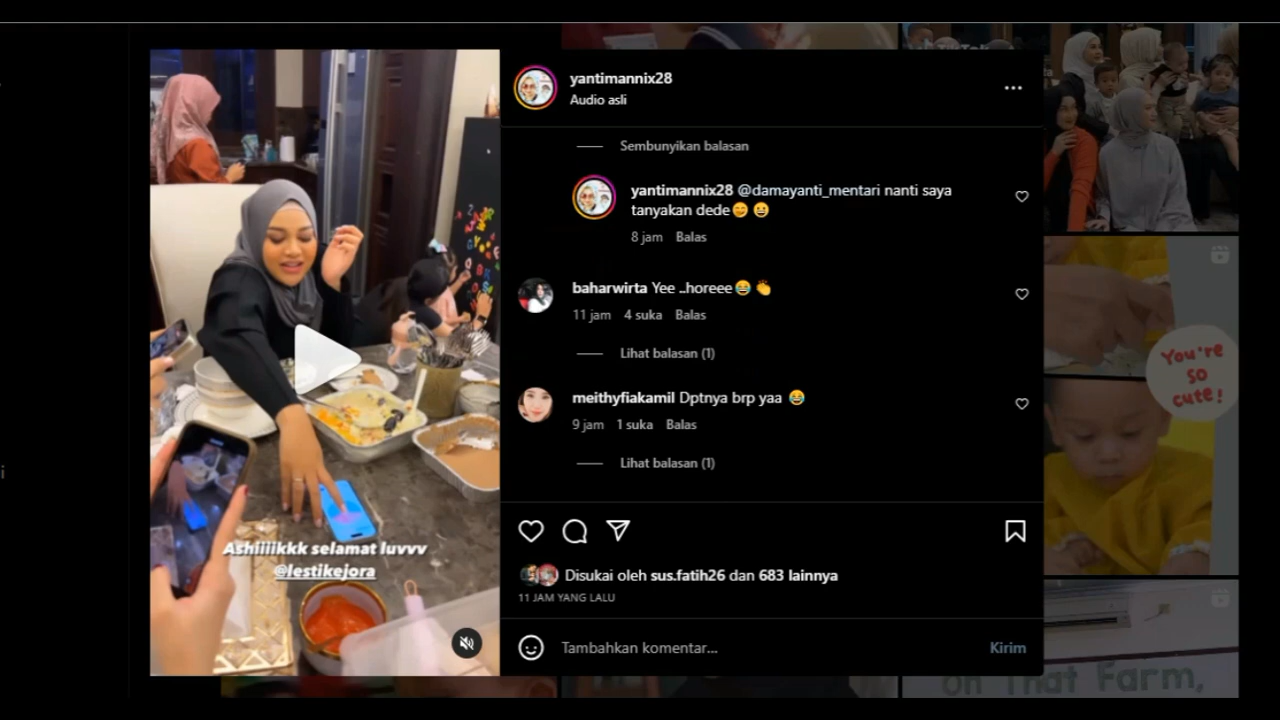 yantimannix28
Audio asli
Sembunyikan balasan
yantimannix28 @damayanti_mentari nanti saya
tanyakan dede😊 😀
8 jam Balas
baharwirta Yee ..horeee😂 👏
11 jam 4 suka Balas
Lihat balasan (1)
meithyfiakamil Dptnya brp yaa 😂
9 jam 1 suka Balas
Lihat balasan (1)
Disukai oleh sus.fatih26 dan 683 lainnya
11 JAM YANG LALU
Tambahkan komentar...
Kirim
Ashiiiikkk selamat luvvv
@lestikejora
You're
so
cute!
on That Farm,